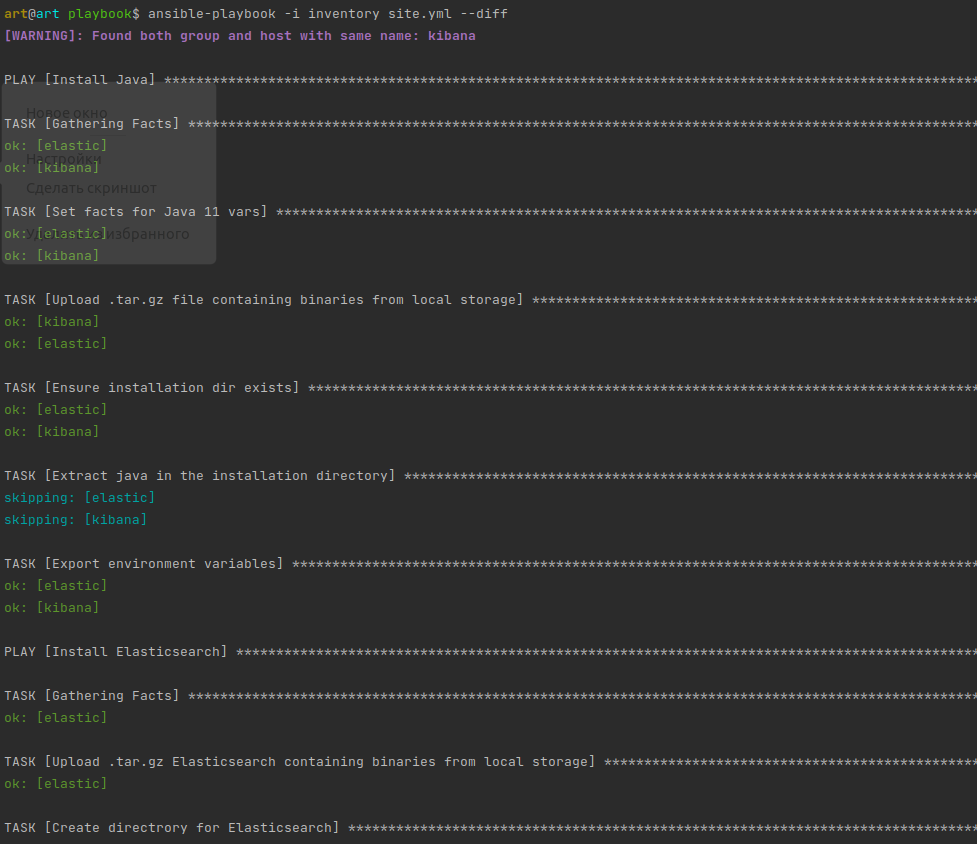 art@art playbook$ ansible-playbook -i inventory site.yml --diff
[WARNING]: Found both group and host with same name: kibana
PLAY [Install Java] ****************************************************************************************************
Новое окно
TASK [Gathering Facts] *************************************************************************************************
ok: [elastic]
Настройки
ok: [kibana]
Сделать скриншот
TASK [Set facts for Java 11 vars] **************************************************************************************
ok: [elastic]
избранного
ok: [kibana]
TASK [Upload .tar.gz file containing binaries from local storage] ********************************************************
ok: [kibana]
ok: [elastic]
TASK [Ensure installation dir exists] ************************************************************************************
ok: [elastic]
ok: [kibana]
TASK [Extract java in the installation directory] ************************************************************************
skipping: [elastic]
skipping: [kibana]
TASK [Export environment variables] **************************************************************************************
ok: [elastic]
ok: [kibana]
PLAY [Install Elasticsearch] *********************************************************************************************
TASK [Gathering Facts] ***************************************************************************************************
ok: [elastic]
TASK [Upload .tar.gz Elasticsearch containing binaries from local storage] ***********************************************
ok: [elastic]
TASK [Create directrory for Elasticsearch] *******************************************************************************